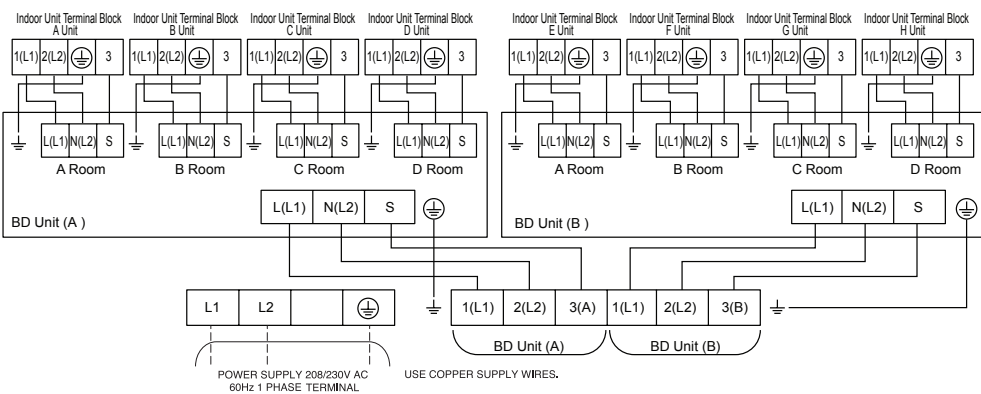 Indoor Unit Terminal Block
A Unit
Indoor Unit Terminal Block
B Unit
Indoor Unit Terminal Block
C Unit
Indoor Unit Terminal Block
D Unit
Indoor Unit Terminal Block
E Unit
Indoor Unit Terminal Block
F Unit
Indoor Unit Terminal Block
G Unit
Indoor Unit Terminal Block
H Unit
1(L1) 2(L2) 3
1(L1) 2(L2) 3
1(L1) 2(L2) 3
1(L1) 2(L2) 3
1(L1) 2(L2) 3
1(L1) 2(L2) 3
1(L1) 2(L2) 3
1(L1) 2(L2) 3
L(L1) N(L2) S
L(L1) N(L2) S
L(L1) N(L2) S
L(L1) N(L2) S
L(L1) N(L2) S
L(L1) N(L2) S
L(L1) N(L2) S
L(L1) N(L2) S
A Room
B Room
C Room
D Room
A Room
B Room
C Room
D Room
L(L1) N(L2) S
L(L1) N(L2) S
BD Unit (A )
BD Unit (B )
L1 L2
1(L1) 2(L2) 3(A) 1(L1) 2(L2) 3(B)
BD Unit (A)
BD Unit (B)
POWER SUPPLY 208/230V AC
60Hz 1 PHASE TERMINAL
USE COPPER SUPPLY WIRES.